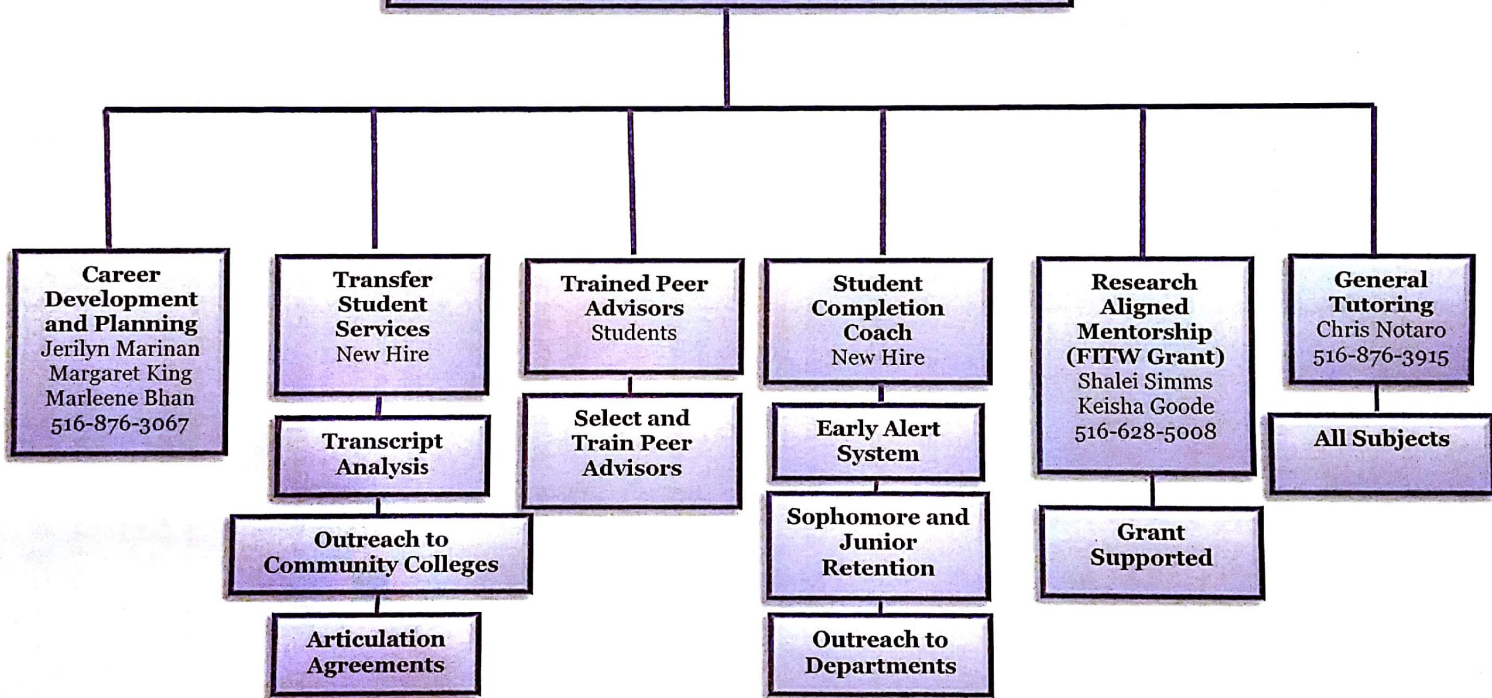 Career
Development
and Planning
Jerilyn Marinan
Margaret King
Marleene Bhan
516-876-3067
Transfer
Student
Services
New Hire
Transcript
Analysis
Outreach to
Community Colleges
Articulation
Agreements
Trained Peer
Advisors
Students
Select and
Train Peer
Advisors
Student
Completion
Coach
New Hire
Early Alert
System
Sophomore and
Junior
Retention
Outreach to
Departments
Research
Aligned
Mentorship
(FITW Grant)
Shalei Simms
Keisha Goode
516-628-5008
Grant
Supported
General
Tutoring
Chris Notaro
516-876-3915
All Subjects